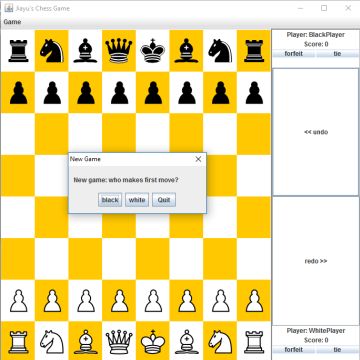 Jiayu's Chess Game
Game
Player: BlackPlayer
Score: 0
forfeit tie
<< undo
New Game
New game: who makes first move?
black white Quit
redo >>
Player: WhitePlayer
Score: 0
forfeit tie